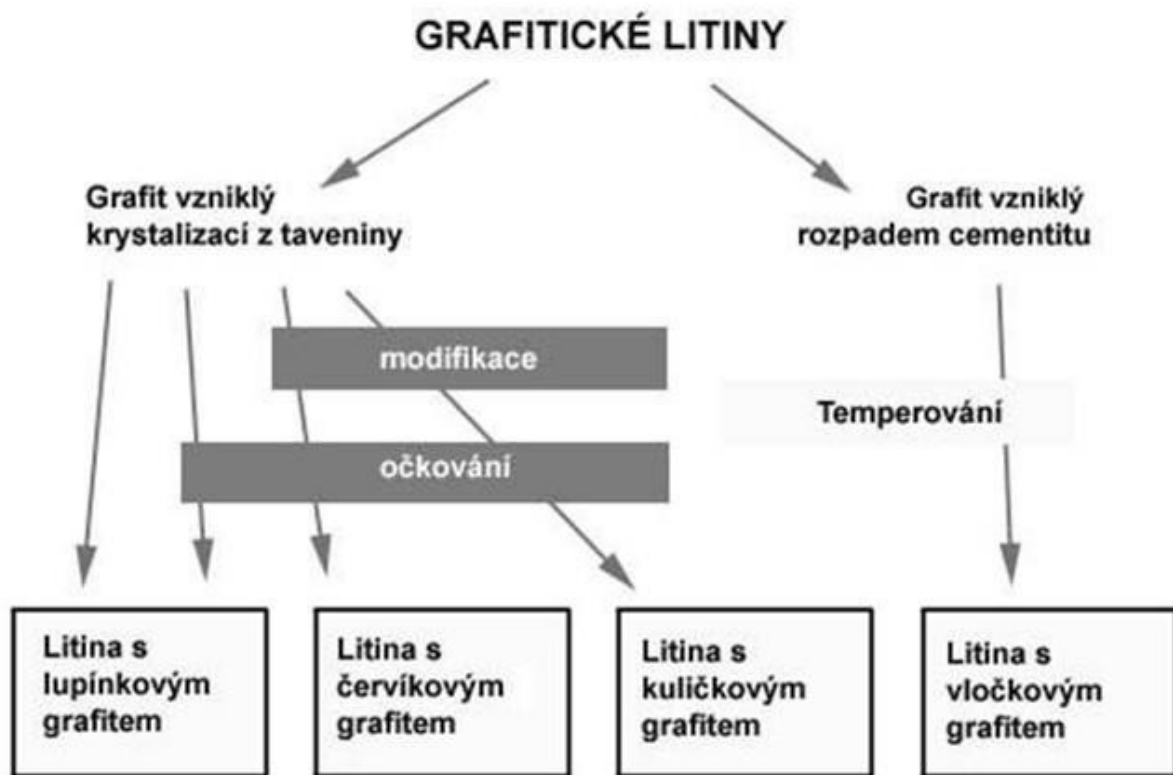 GRAFITICKÉ LITINY
Grafit vzniklý
krystalizací z taveniny
Grafit vzniklý
rozpadem cementitu
modifikace
Temperování
očkování
Litina s
lupínkovým
grafitem
Litina s
červíkovým
grafitem
Litina s
kuličkovým
grafitem
Litina s
vločkovým
grafitem